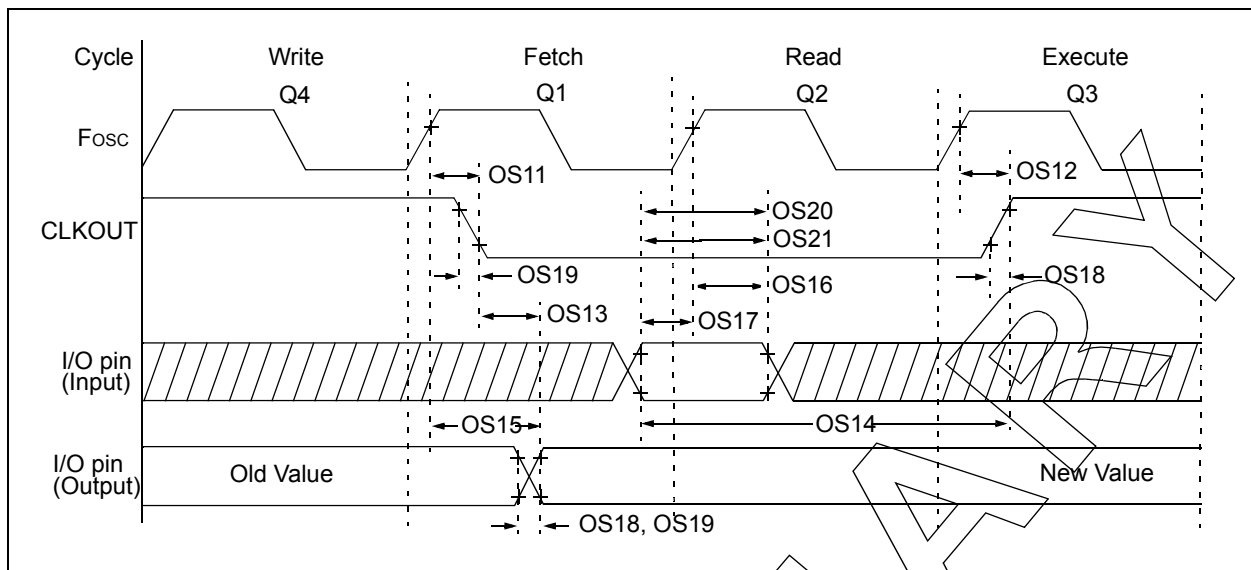 Cycle Write Fetch Read Execute
Q4 Q1 Q2 Q3
Fosc
OS11 OS12
OS20
CLKOUT
OS21
OS19 OS18
OS16
OS13 OS17
I/O pin
(Input)
OS15 OS14
I/O pin
(Output)
Old Value New Value
OS18, OS19